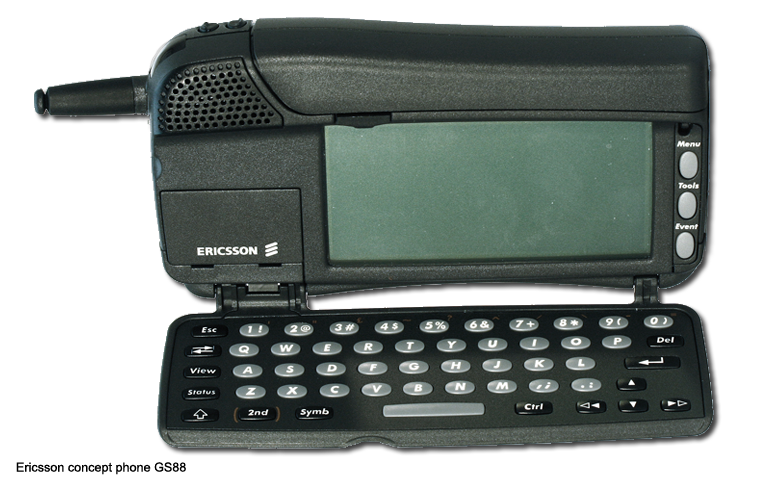 Menu
Tools
Event
ERICSSON
Esc 1! 2@ 3# 4$ 5% 6& 7+ 8* 9( 0)
Q W E R T Y U I O P Del
View A S D F G H J K L
Status Z X C V B N M , ; . :
2nd Symb Ctrl
Ericsson concept phone GS88